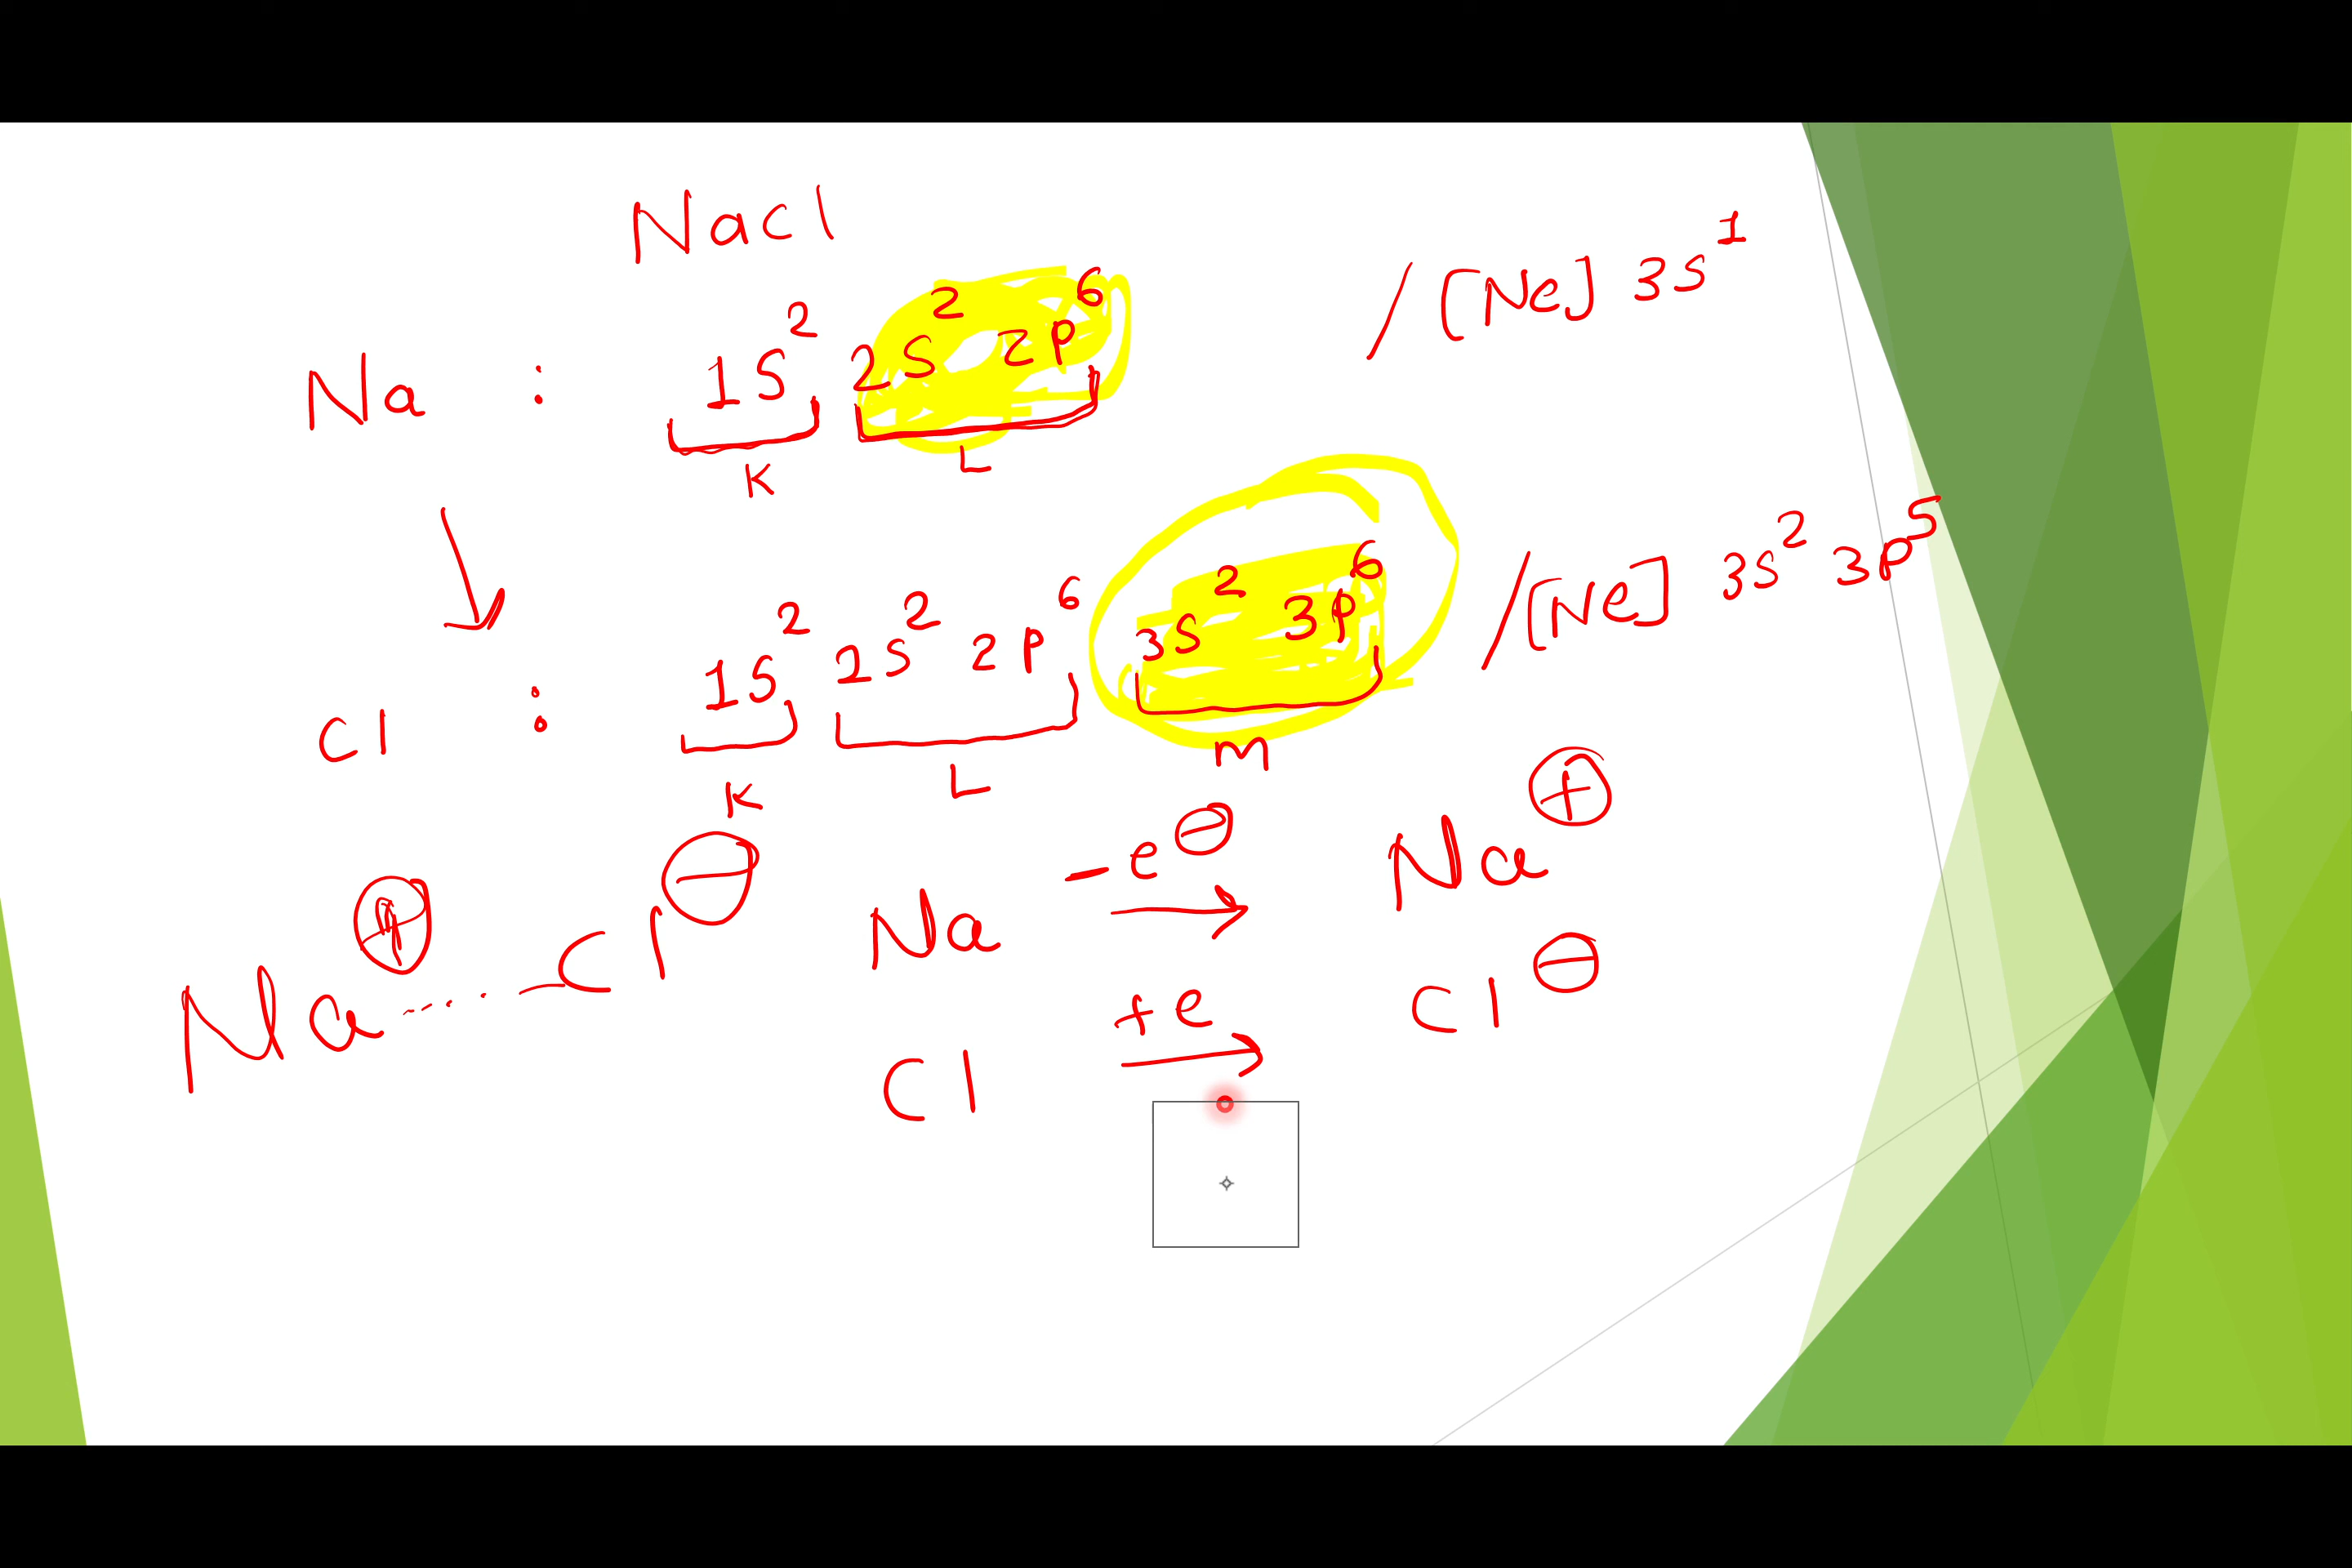 Nacl
Na : 1s² 2s² 2p⁶ / [Ne] 3s¹
K L
cl : 1s² 2s² 2p⁶ 3s² 3p⁶ / [Ne] 3s² 3p⁵
K L m
Na⊕ ---- cl⊖
Na -e⊖ → Na⊕
cl +e → cl⊖